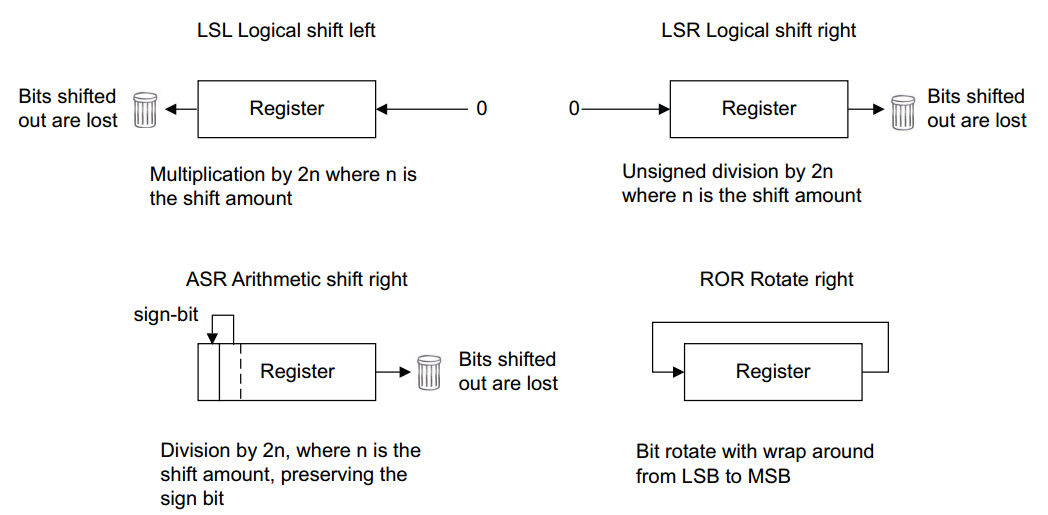 LSL Logical shift left
Bits shifted
out are lost
Register
0
Multiplication by 2n where n is
the shift amount
LSR Logical shift right
0
Register
Bits shifted
out are lost
Unsigned division by 2n
where n is the shift amount
ASR Arithmetic shift right
sign-bit
Register
Bits shifted
out are lost
Division by 2n, where n is the
shift amount, preserving the
sign bit
ROR Rotate right
Register
Bit rotate with wrap around
from LSB to MSB